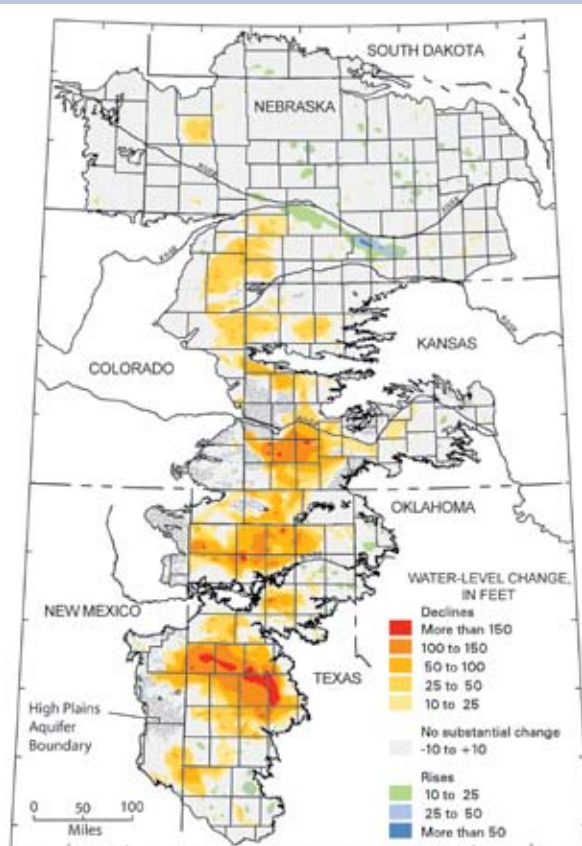 SOUTH DAKOTA
NEBRASKA
COLORADO
KANSAS
OKLAHOMA
NEW MEXICO
TEXAS
High Plains
Aquifer
Boundary
0 50 100
Miles
WATER-LEVEL CHANGE,
IN FEET
Declines
More than 150
100 to 150
50 to 100
25 to 50
10 to 25
No substantial change
-10 to +10
Rises
10 to 25
25 to 50
More than 50